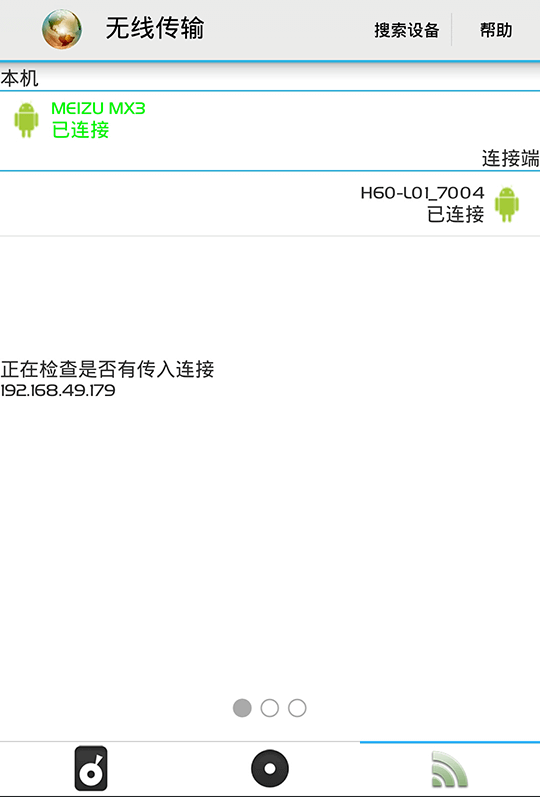 无线传输
搜索设备
帮助
本机
MEIZU MX3
已连接
连接端
H60-L01_7004
已连接
正在检查是否有传入连接
192.168.49.179